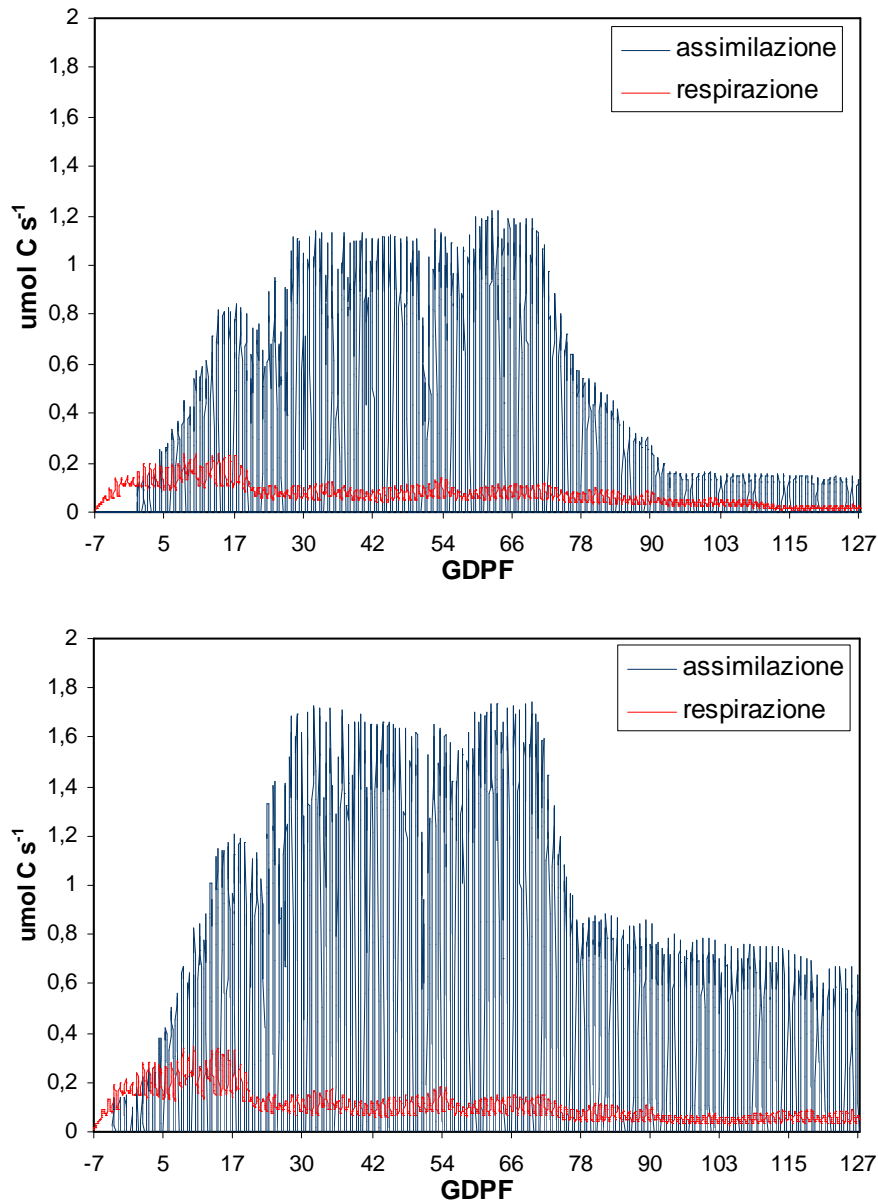 2
1,8
1,6
1,4
1,2
1
0,8
0,6
0,4
0,2
0
umol C s-1
assimilazione
respirazione
-7 5 17 30 42 54 66 78 90 103 115 127
GDPF
2
1,8
1,6
1,4
1,2
1
0,8
0,6
0,4
0,2
0
umol C s-1
assimilazione
respirazione
-7 5 17 30 42 54 66 78 90 103 115 127
GDPF